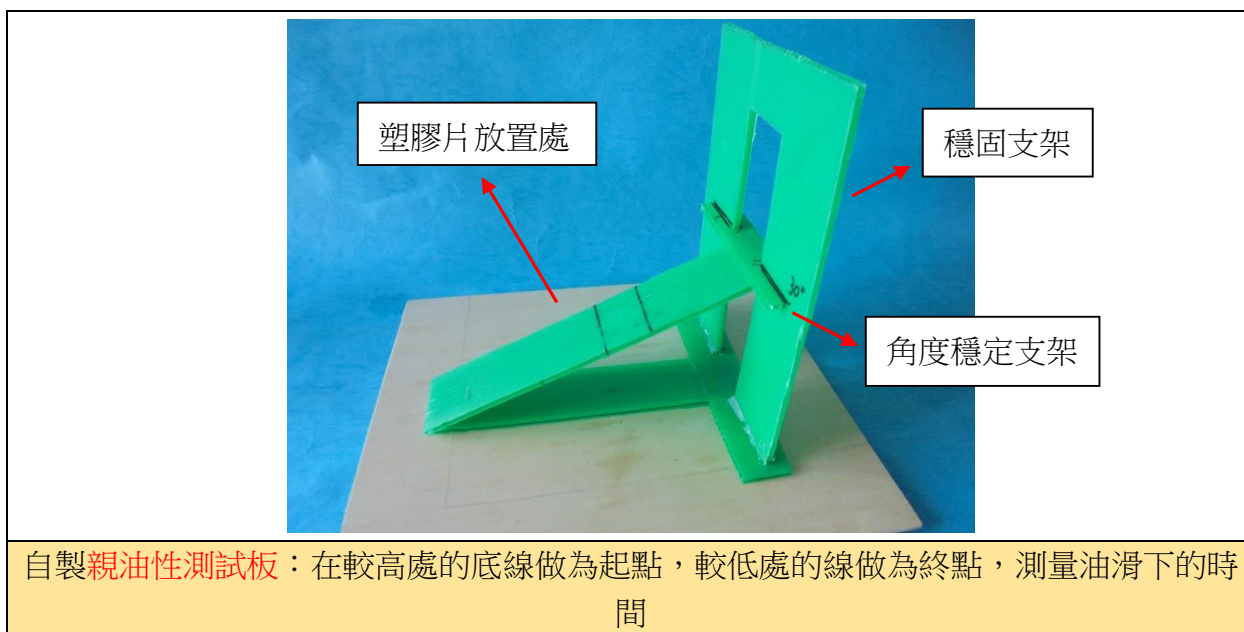 塑膠片放置處
穩固支架
30°
角度穩定支架
自製親油性測試板：在較高處的底線做為起點，較低處的線做為終點，測量油滑下的時
間